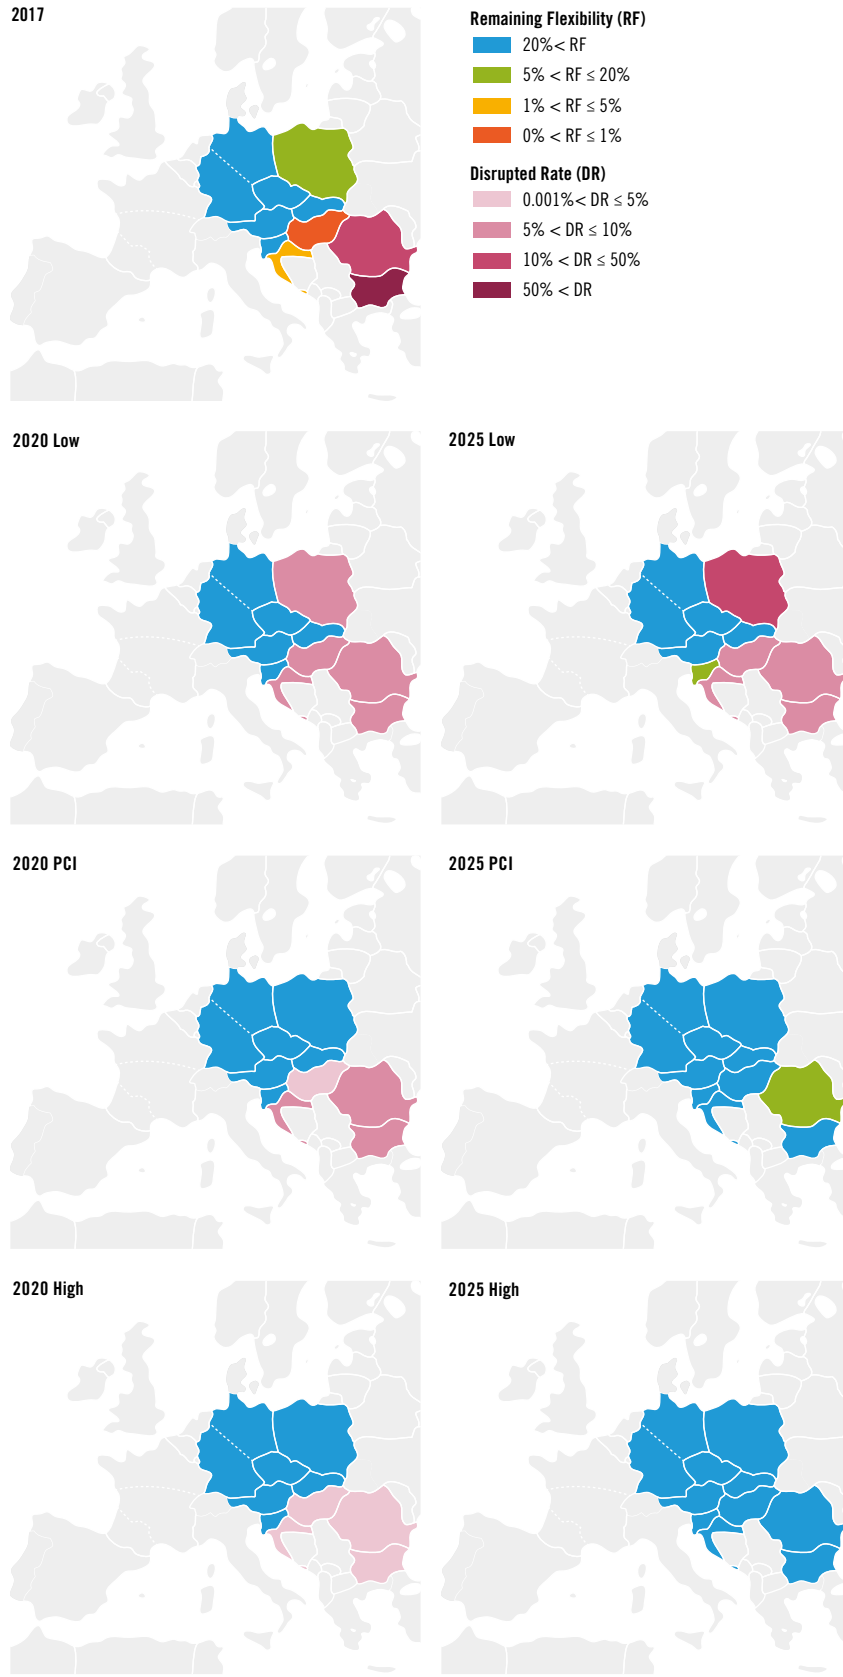 2017
Remaining Flexibility (RF)
20%< RF
5% < RF ≤ 20%
1% < RF ≤ 5%
0% < RF ≤ 1%
Disrupted Rate (DR)
0.001%< DR ≤ 5%
5% < DR ≤ 10%
10% < DR ≤ 50%
50% < DR
2020 Low
2025 Low
2020 PCI
2025 PCI
2020 High
2025 High